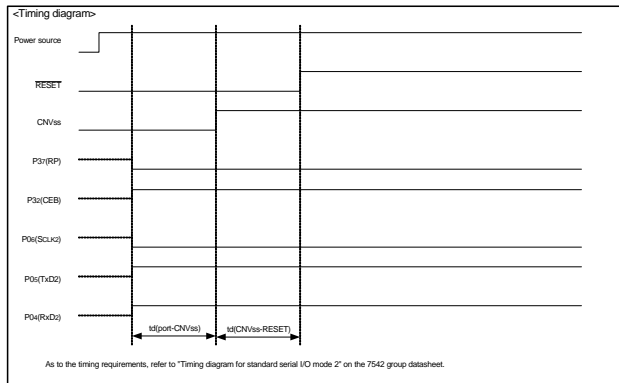 <Timing diagram>
Power source
RESET
CNVss
P37(RP)
P32(CEB)
P06(SCLK2)
P05(TxD2)
P04(RxD2)
td(port-CNVss)
td(CNVss-RESET)
As to the timing requirements, refer to "Timing diagram for standard serial I/O mode 2" on the 7542 group datasheet.